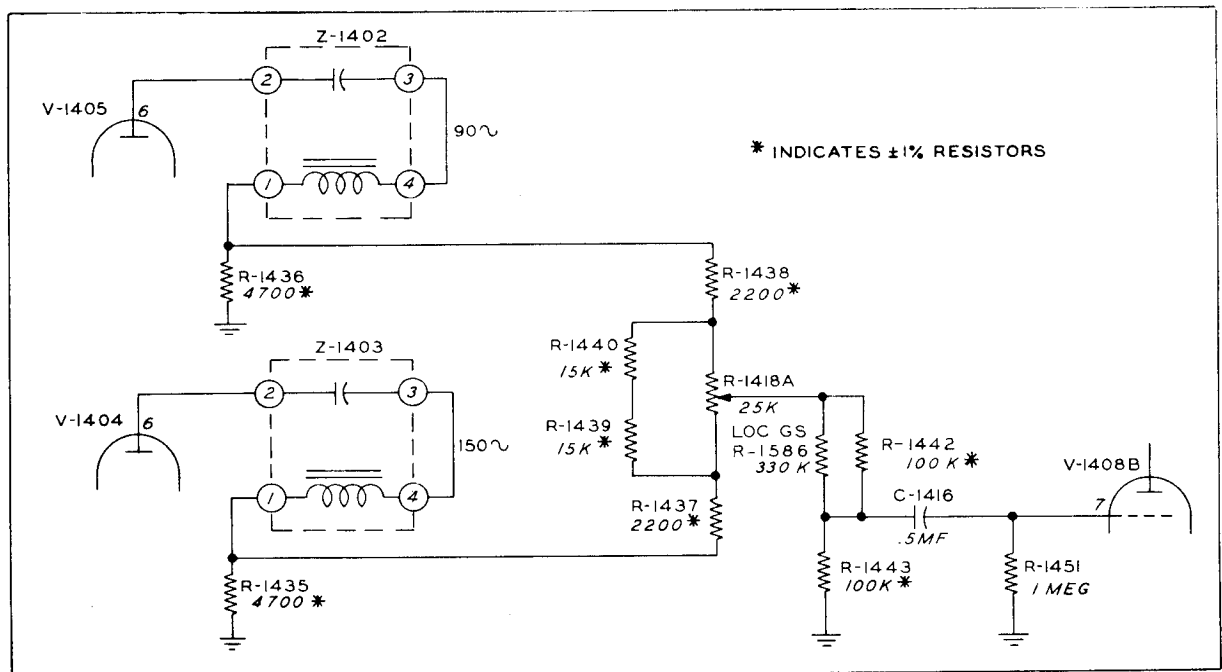 Z-1402
2
3
V-1405
6
90~
* INDICATES ±1% RESISTORS
1
4
R-1436
4700*
R-1438
2200*
Z-1403
2
3
R-1440
15K*
R-1418A
25K
V-1404
6
150~
R-1439
15K*
LOC GS
R-1586
330 K
R-1442
100 K*
V-1408B
1
4
R-1437
2200*
C-1416
.5MF
7
R-1435
4700*
R-1443
100K*
R-1451
1 MEG